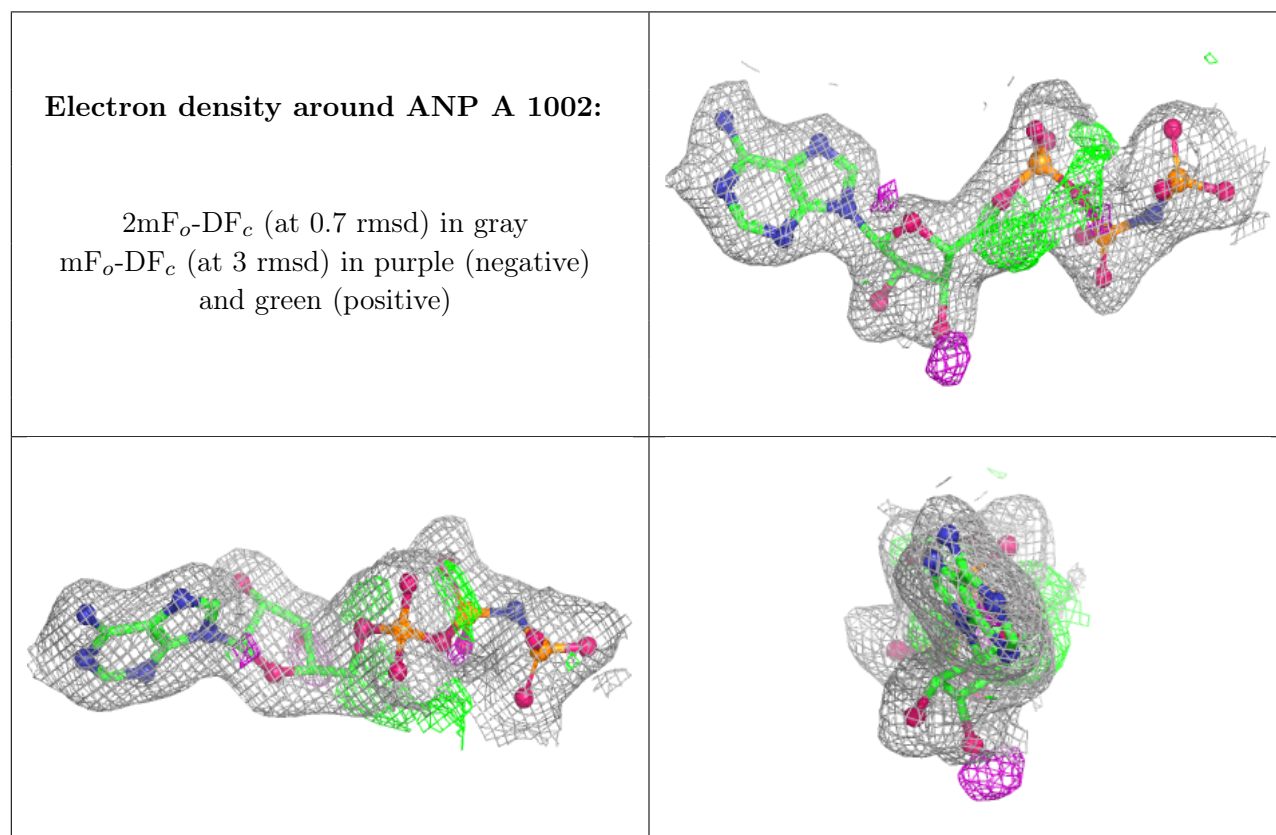 Electron density around ANP A 1002:
2mFo-DFc (at 0.7 rmsd) in gray
mFo-DFc (at 3 rmsd) in purple (negative)
and green (positive)